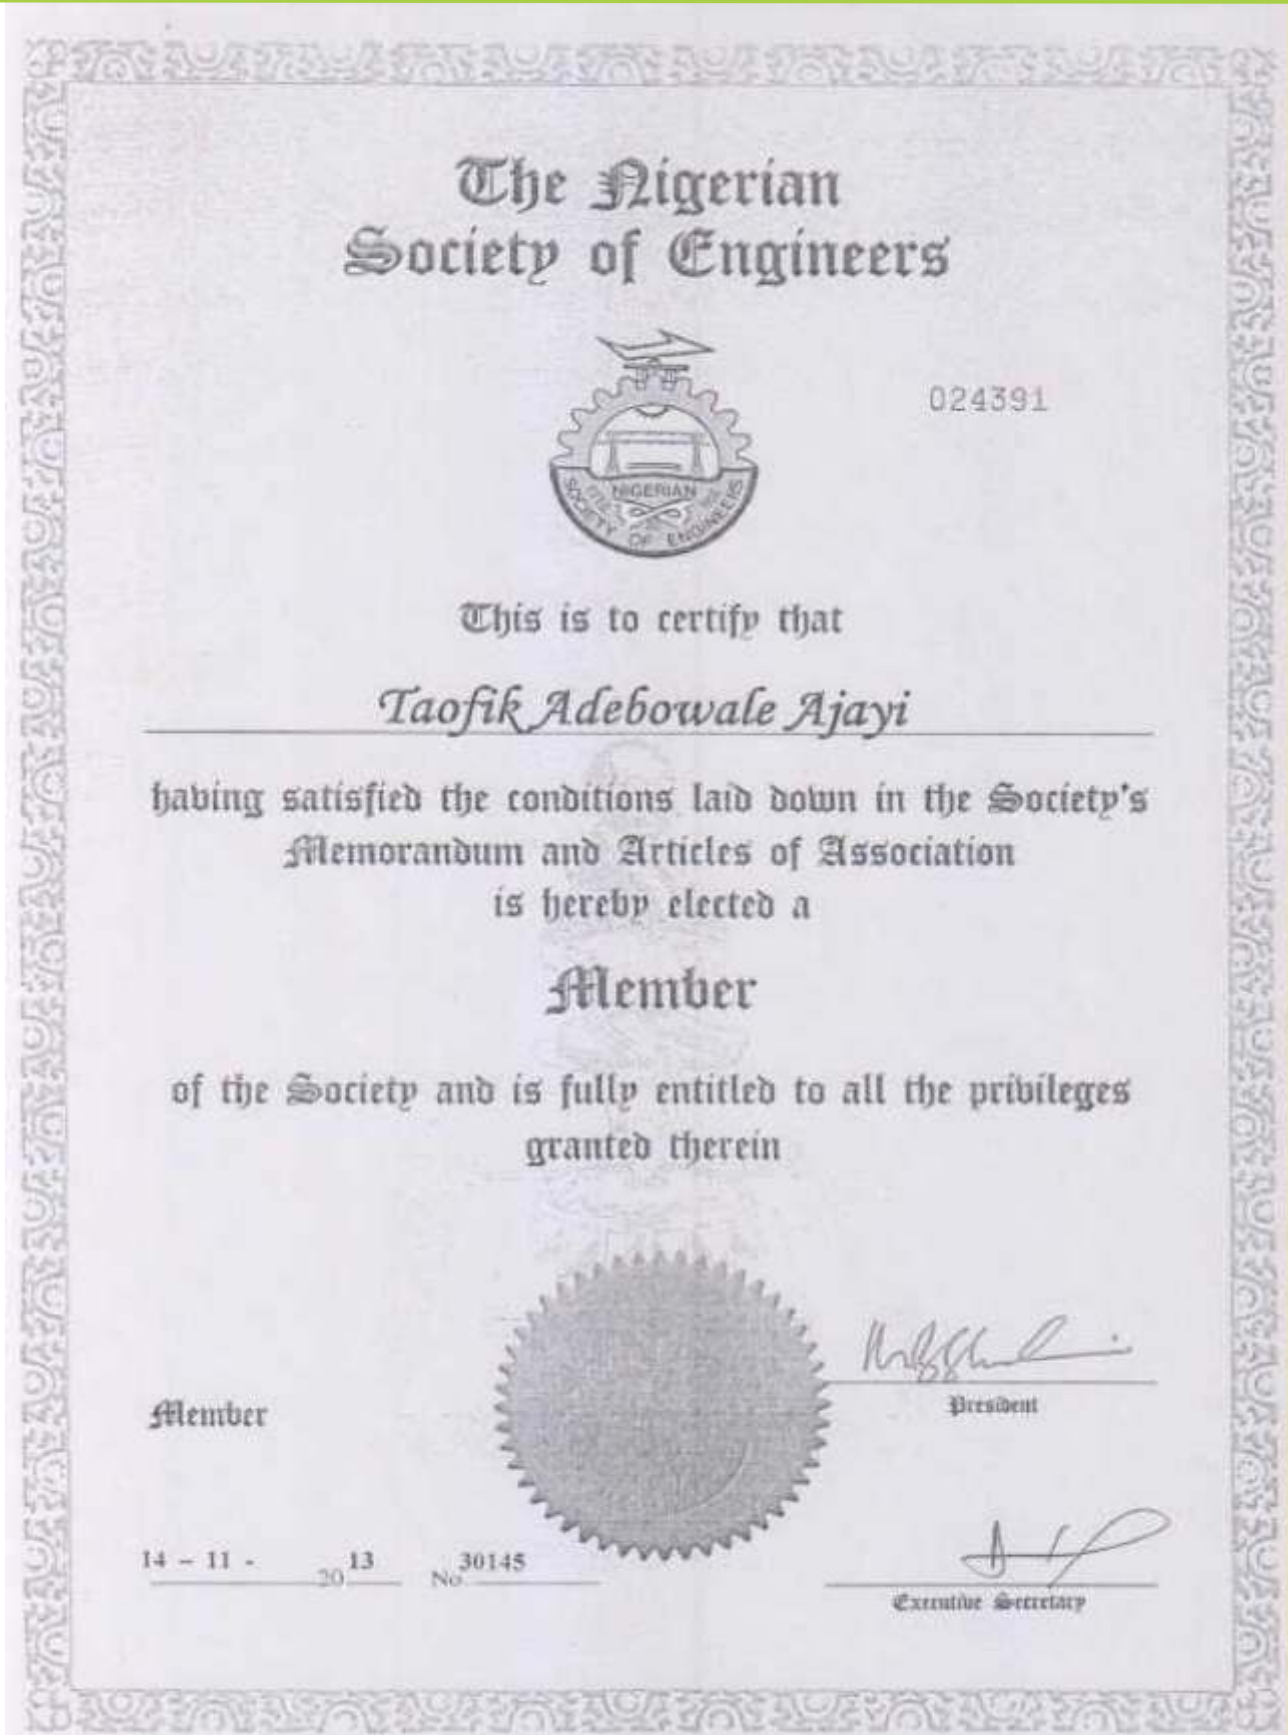 The Nigerian
Society of Engineers
024391
NIGERIAN
SOCIETY OF ENGINEERS
This is to certify that
Taofik Adebowale Ajayi
having satisfied the conditions laid down in the Society's
Memorandum and Articles of Association
is hereby elected a
Member
of the Society and is fully entitled to all the privileges
granted therein
President
Member
14 - 11 - 20 13 No 30145
Executive Secretary